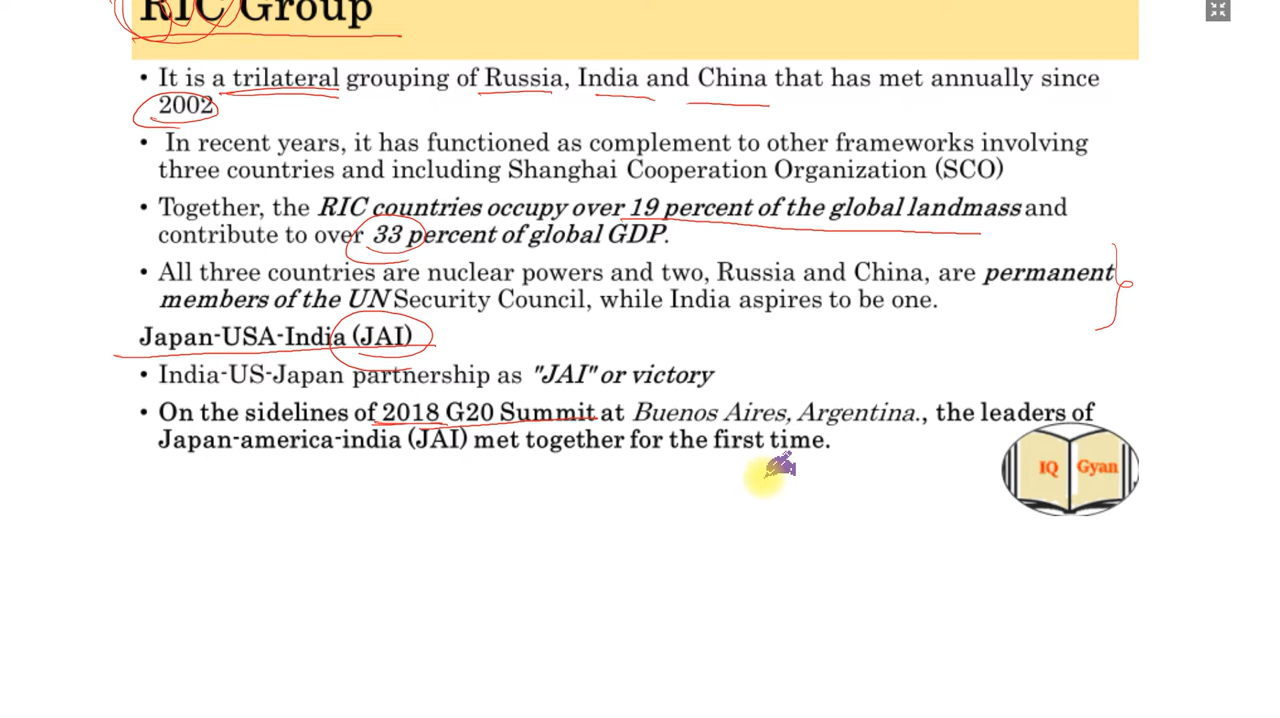 RIC Group
• It is a trilateral grouping of Russia, India and China that has met annually since
2002
• In recent years, it has functioned as complement to other frameworks involving
three countries and including Shanghai Cooperation Organization (SCO)
• Together, the RIC countries occupy over 19 percent of the global landmass and
contribute to over 33 percent of global GDP.
• All three countries are nuclear powers and two, Russia and China, are permanent
members of the UN Security Council, while India aspires to be one.
Japan-USA-India (JAI)
• India-US-Japan partnership as "JAI" or victory
• On the sidelines of 2018 G20 Summit at Buenos Aires, Argentina., the leaders of
Japan-america-india (JAI) met together for the first time.
IQ Gyan